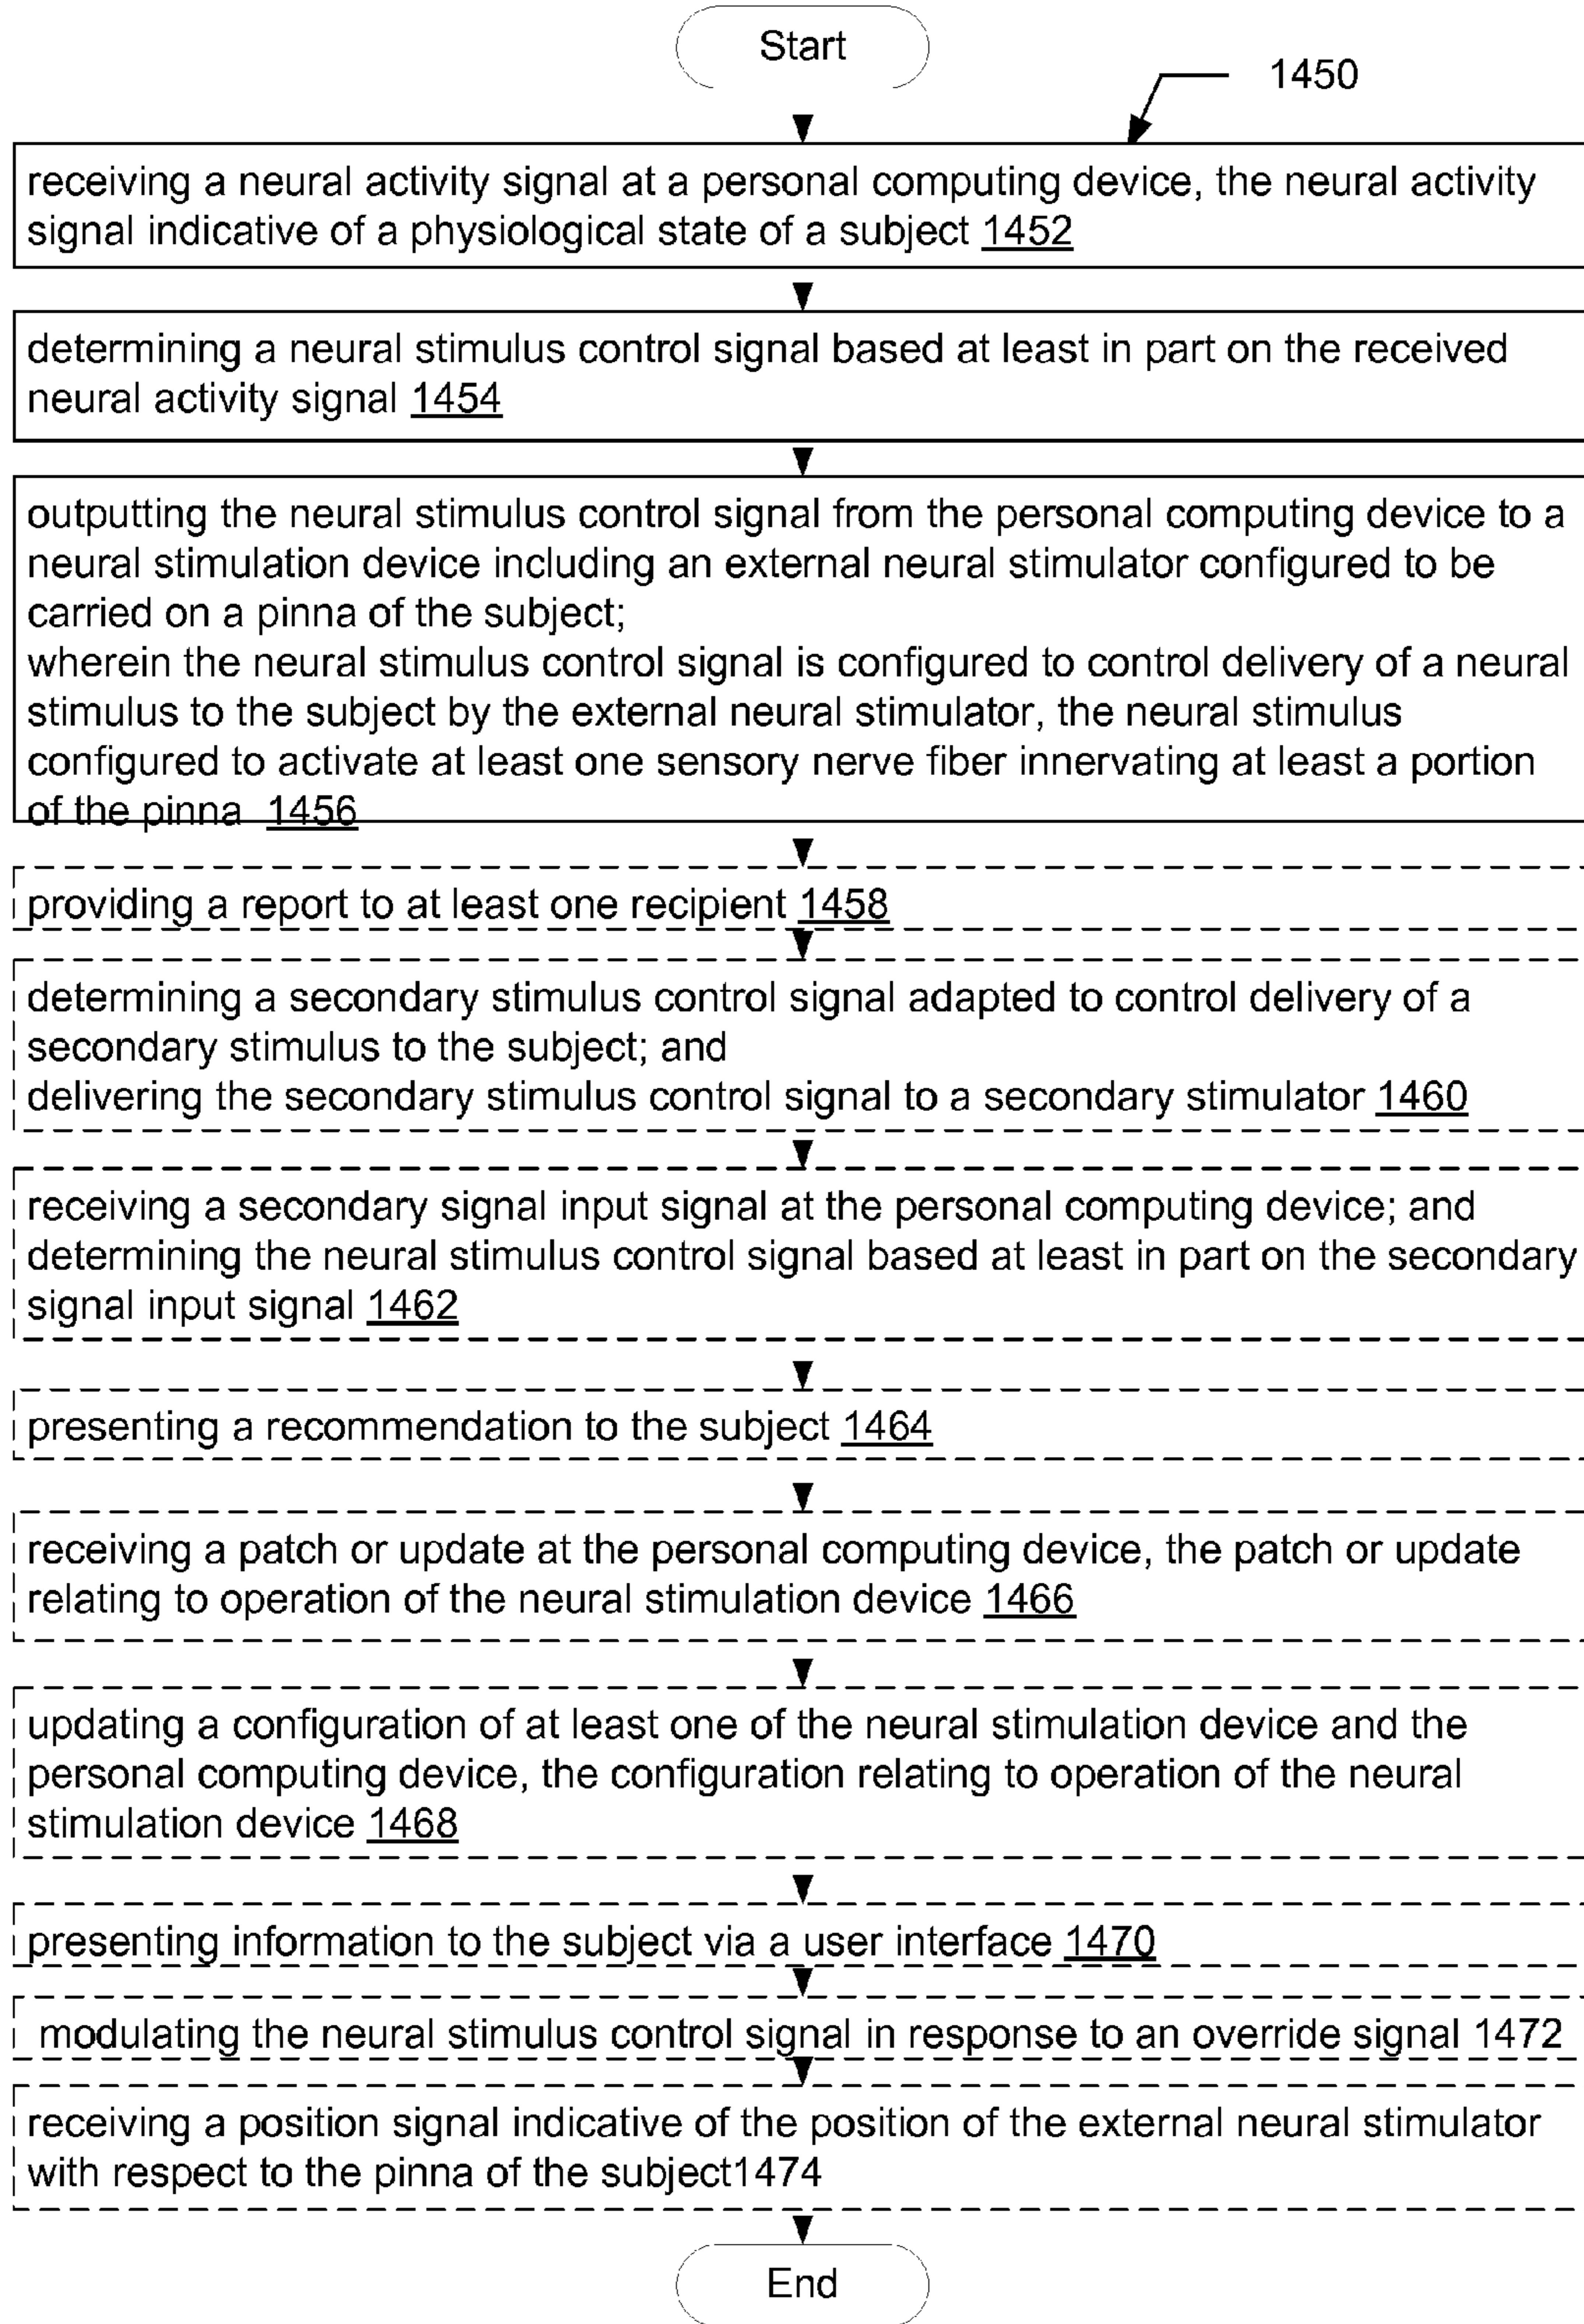 Start
1450
receiving a neural activity signal at a personal computing device, the neural activity
signal indicative of a physiological state of a subject 1452
determining a neural stimulus control signal based at least in part on the received
neural activity signal 1454
outputting the neural stimulus control signal from the personal computing device to a
neural stimulation device including an external neural stimulator configured to be
carried on a pinna of the subject;
wherein the neural stimulus control signal is configured to control delivery of a neural
stimulus to the subject by the external neural stimulator, the neural stimulus
configured to activate at least one sensory nerve fiber innervating at least a portion
of the pinna 1456
providing a report to at least one recipient 1458
determining a secondary stimulus control signal adapted to control delivery of a
secondary stimulus to the subject; and
delivering the secondary stimulus control signal to a secondary stimulator 1460
receiving a secondary signal input signal at the personal computing device; and
determining the neural stimulus control signal based at least in part on the secondary
signal input signal 1462
presenting a recommendation to the subject 1464
receiving a patch or update at the personal computing device, the patch or update
relating to operation of the neural stimulation device 1466
updating a configuration of at least one of the neural stimulation device and the
personal computing device, the configuration relating to operation of the neural
stimulation device 1468
presenting information to the subject via a user interface 1470
modulating the neural stimulus control signal in response to an override signal 1472
receiving a position signal indicative of the position of the external neural stimulator
with respect to the pinna of the subject1474
End